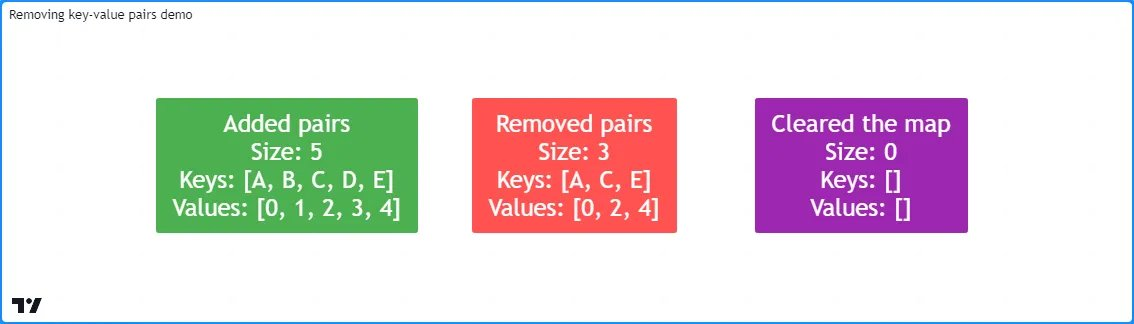 Removing key-value pairs demo
Added pairs
Size: 5
Keys: [A, B, C, D, E]
Values: [0, 1, 2, 3, 4]
Removed pairs
Size: 3
Keys: [A, C, E]
Values: [0, 2, 4]
Cleared the map
Size: 0
Keys: []
Values: []